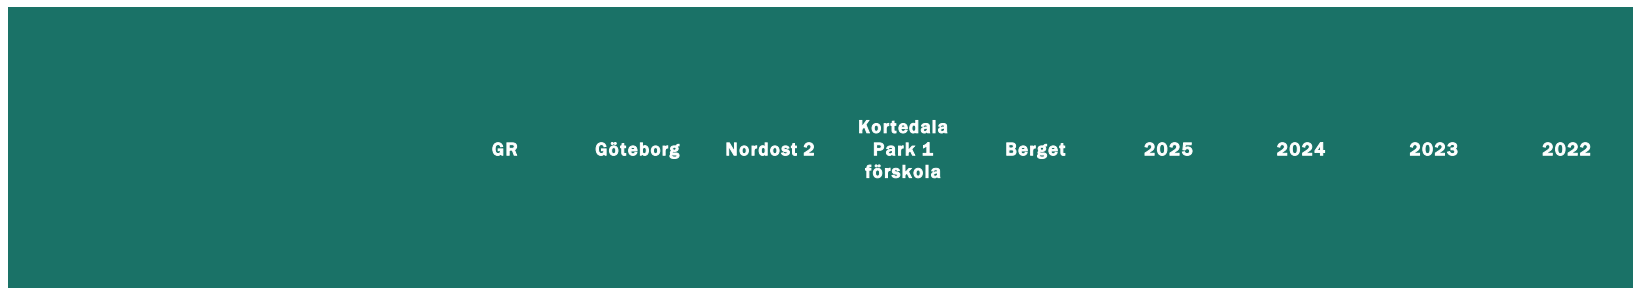 GR
Göteborg
Nordost 2
Kortedala
Park 1
förskola
Berget
2025
2024
2023
2022